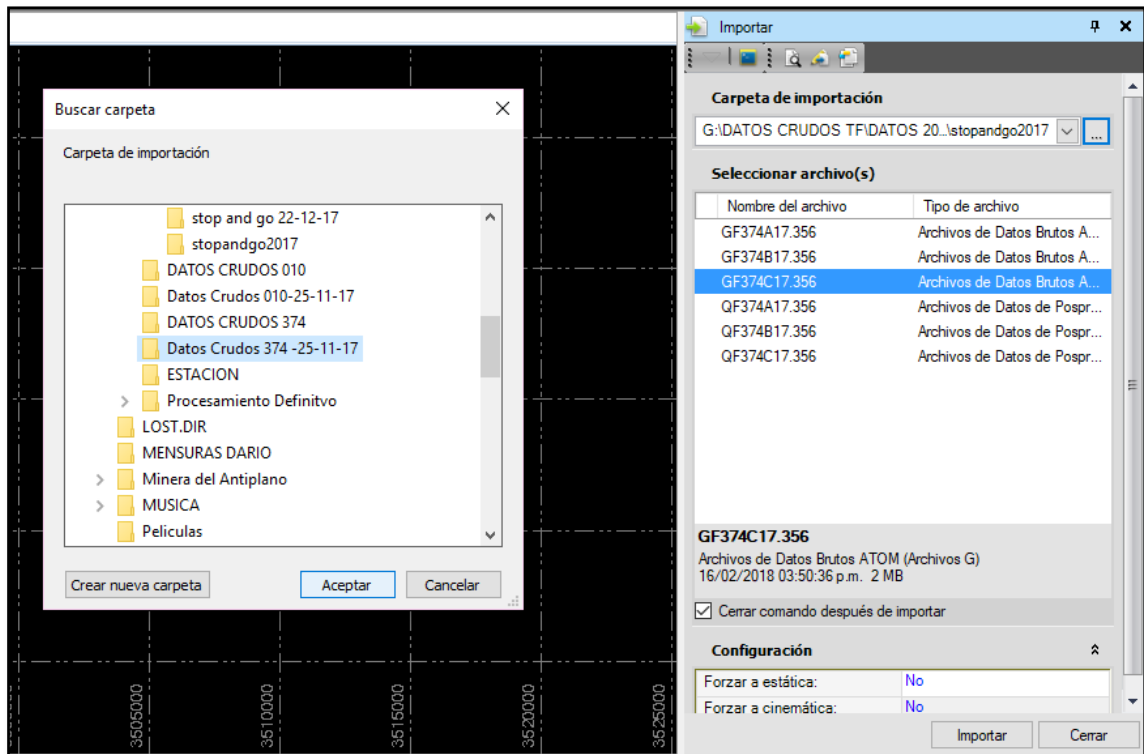 Buscar carpeta
Carpeta de importación
stop and go 22-12-17
stopandgo2017
DATOS CRUDOS 010
Datos Crudos 010-25-11-17
DATOS CRUDOS 374
Datos Crudos 374 -25-11-17
ESTACION
Procesamiento Definitvo
LOST.DIR
MENSURAS DARIO
Minera del Antiplano
MUSICA
Peliculas
Crear nueva carpeta Aceptar Cancelar
3505000 3510000 3515000 3520000 3525000
Importar
Carpeta de importación
G:\DATOS CRUDOS TF\DATOS 20...\stopandgo2017 ...
Seleccionar archivo(s)
Nombre del archivo Tipo de archivo
GF374A17.356 Archivos de Datos Brutos A...
GF374B17.356 Archivos de Datos Brutos A...
GF374C17.356 Archivos de Datos Brutos A...
QF374A17.356 Archivos de Datos de Pospr...
QF374B17.356 Archivos de Datos de Pospr...
QF374C17.356 Archivos de Datos de Pospr...
GF374C17.356
Archivos de Datos Brutos ATOM (Archivos G)
16/02/2018 03:50:36 p.m. 2 MB
Cerrar comando después de importar
Configuración
Forzar a estática: No
Forzar a cinemática: No
Importar Cerrar